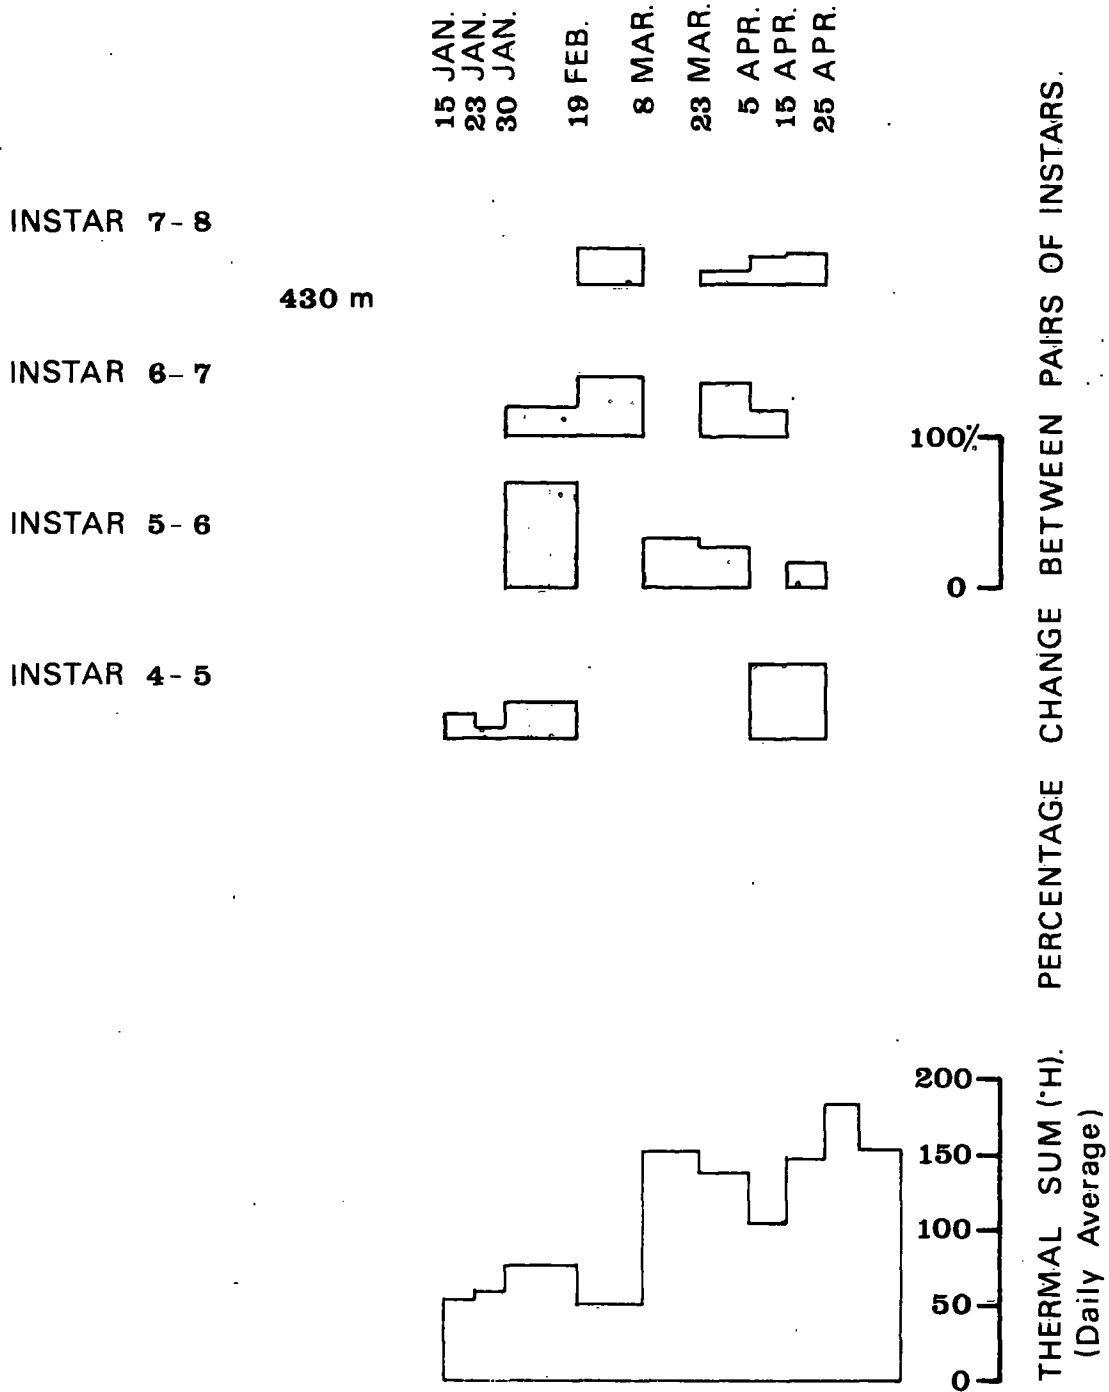 15 JAN.
23 JAN.
30 JAN.
19 FEB.
8 MAR.
23 MAR.
5 APR.
15 APR.
25 APR.
INSTAR 7-8
430 m
INSTAR 6-7
INSTAR 5-6
INSTAR 4-5
100%
0
PERCENTAGE CHANGE BETWEEN PAIRS OF INSTARS.
200
150
100
50
0
THERMAL SUM (°H).
(Daily Average)